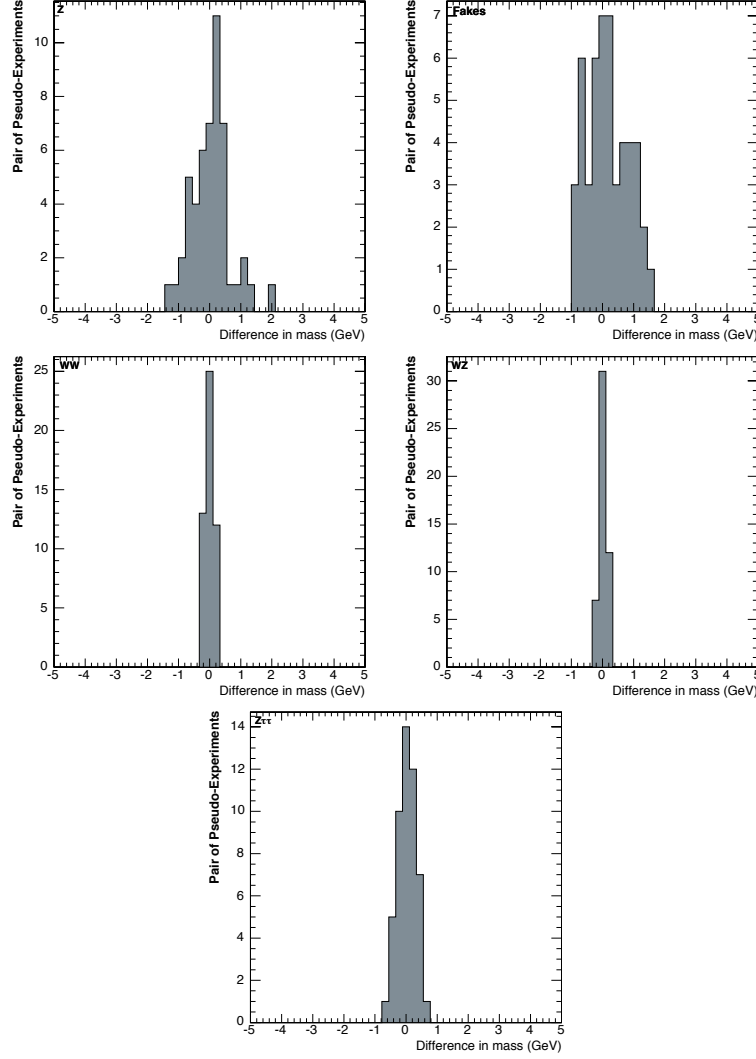 Z
Pair of Pseudo-Experiments
10
8
6
4
2
0
-5 -4 -3 -2 -1 0 1 2 3 4 5
Difference in mass (GeV)
Fakes
Pair of Pseudo-Experiments
7
6
5
4
3
2
1
0
-5 -4 -3 -2 -1 0 1 2 3 4 5
Difference in mass (GeV)
WW
Pair of Pseudo-Experiments
25
20
15
10
5
0
-5 -4 -3 -2 -1 0 1 2 3 4 5
Difference in mass (GeV)
WZ
Pair of Pseudo-Experiments
30
25
20
15
10
5
0
-5 -4 -3 -2 -1 0 1 2 3 4 5
Difference in mass (GeV)
Zττ
Pair of Pseudo-Experiments
14
12
10
8
6
4
2
0
-5 -4 -3 -2 -1 0 1 2 3 4 5
Difference in mass (GeV)